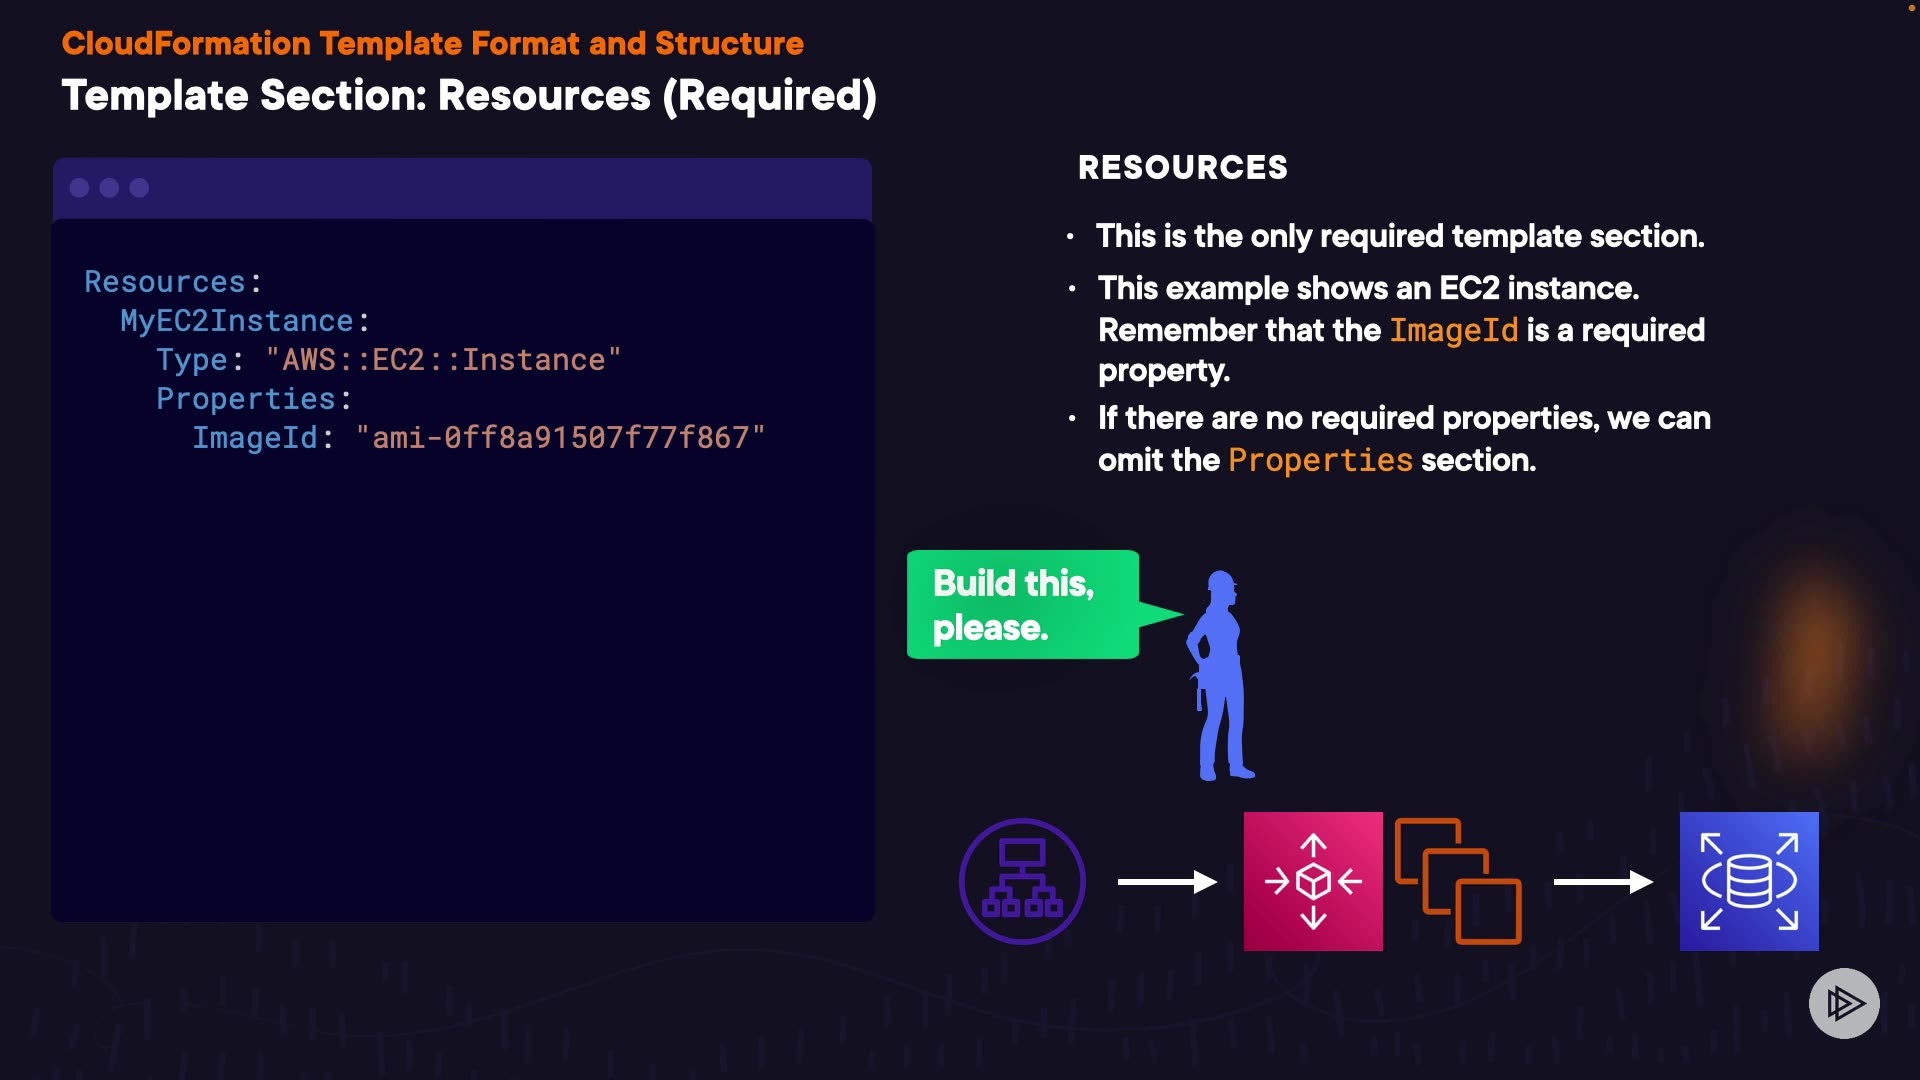 CloudFormation Template Format and Structure
Template Section: Resources (Required)
Resources:
  MyEC2Instance:
    Type: "AWS::EC2::Instance"
    Properties:
      ImageId: "ami-0ff8a91507f77f867"
RESOURCES
· This is the only required template section.
· This example shows an EC2 instance.
Remember that the ImageId is a required
property.
· If there are no required properties, we can
omit the Properties section.
Build this,
please.